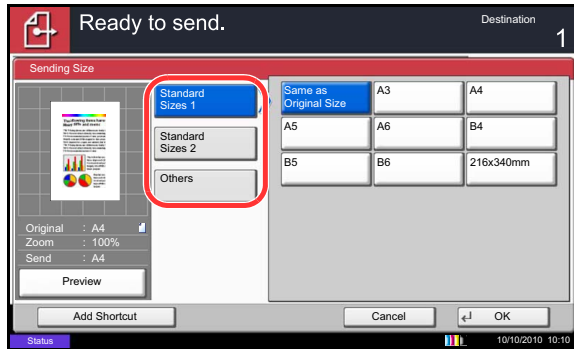 Ready to send.
Destination
1
Sending Size
Standard
Sizes 1
Standard
Sizes 2
Others
Same as
Original Size
A3
A4
A5
A6
B4
B5
B6
216x340mm
Original : A4
Zoom : 100%
Send : A4
Preview
Add Shortcut
Cancel
OK
Status
10/10/2010 10:10